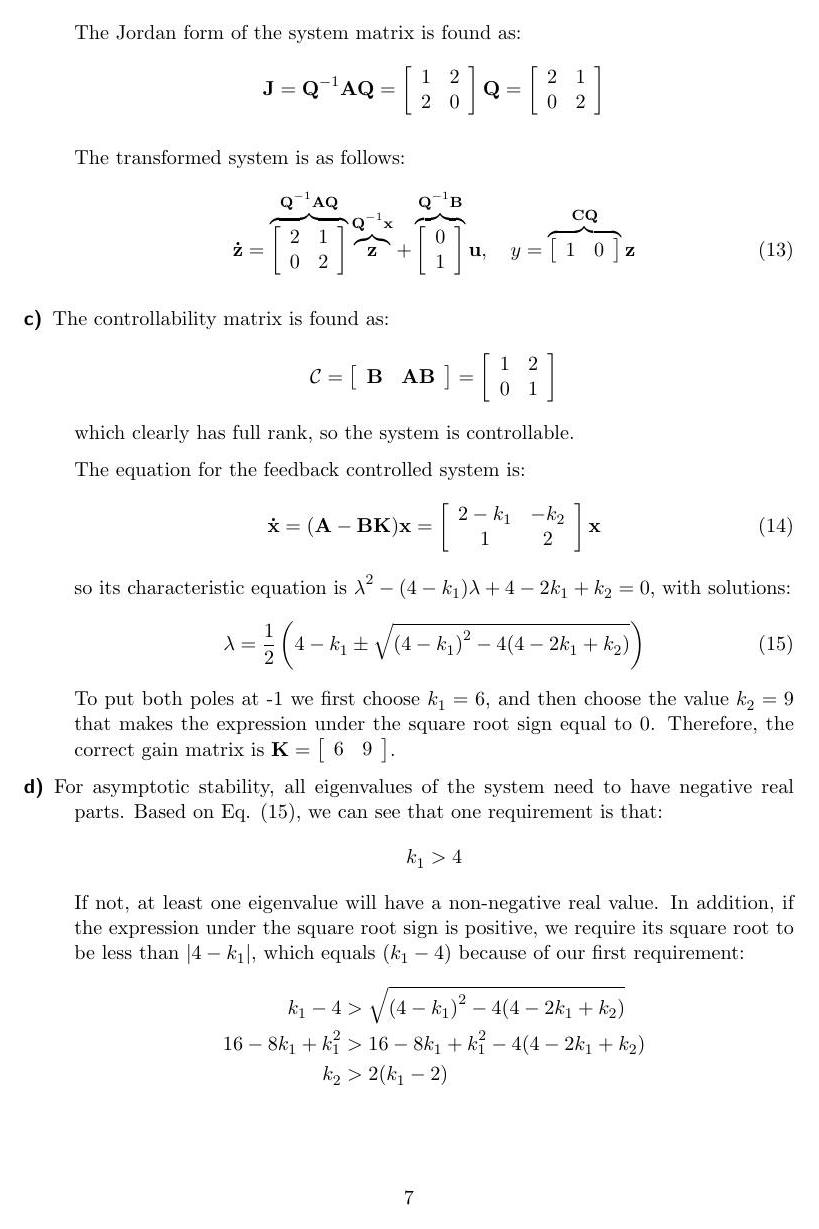 The Jordan form of the system matrix is found as:
J = Q⁻¹AQ = [ 1 2 ; 2 0 ] Q = [ 2 1 ; 0 2 ]
The transformed system is as follows:
ż = [ 2 1 ; 0 2 ] (Q⁻¹AQ) z (Q⁻¹x) + [ 0 ; 1 ] (Q⁻¹B) u, y = [ 1 0 ] (CQ) z (13)
c) The controllability matrix is found as:
𝒞 = [ B AB ] = [ 1 2 ; 0 1 ]
which clearly has full rank, so the system is controllable.
The equation for the feedback controlled system is:
ẋ = (A − BK)x = [ 2 − k₁ −k₂ ; 1 2 ] x (14)
so its characteristic equation is λ² − (4 − k₁)λ + 4 − 2k₁ + k₂ = 0, with solutions:
λ = 1/2 (4 − k₁ ± √((4 − k₁)² − 4(4 − 2k₁ + k₂))) (15)
To put both poles at -1 we first choose k₁ = 6, and then choose the value k₂ = 9
that makes the expression under the square root sign equal to 0. Therefore, the
correct gain matrix is K = [ 6 9 ].
d) For asymptotic stability, all eigenvalues of the system need to have negative real
parts. Based on Eq. (15), we can see that one requirement is that:
k₁ > 4
If not, at least one eigenvalue will have a non-negative real value. In addition, if
the expression under the square root sign is positive, we require its square root to
be less than |4 − k₁|, which equals (k₁ − 4) because of our first requirement:
k₁ − 4 > √((4 − k₁)² − 4(4 − 2k₁ + k₂))
16 − 8k₁ + k₁² > 16 − 8k₁ + k₁² − 4(4 − 2k₁ + k₂)
k₂ > 2(k₁ − 2)
7